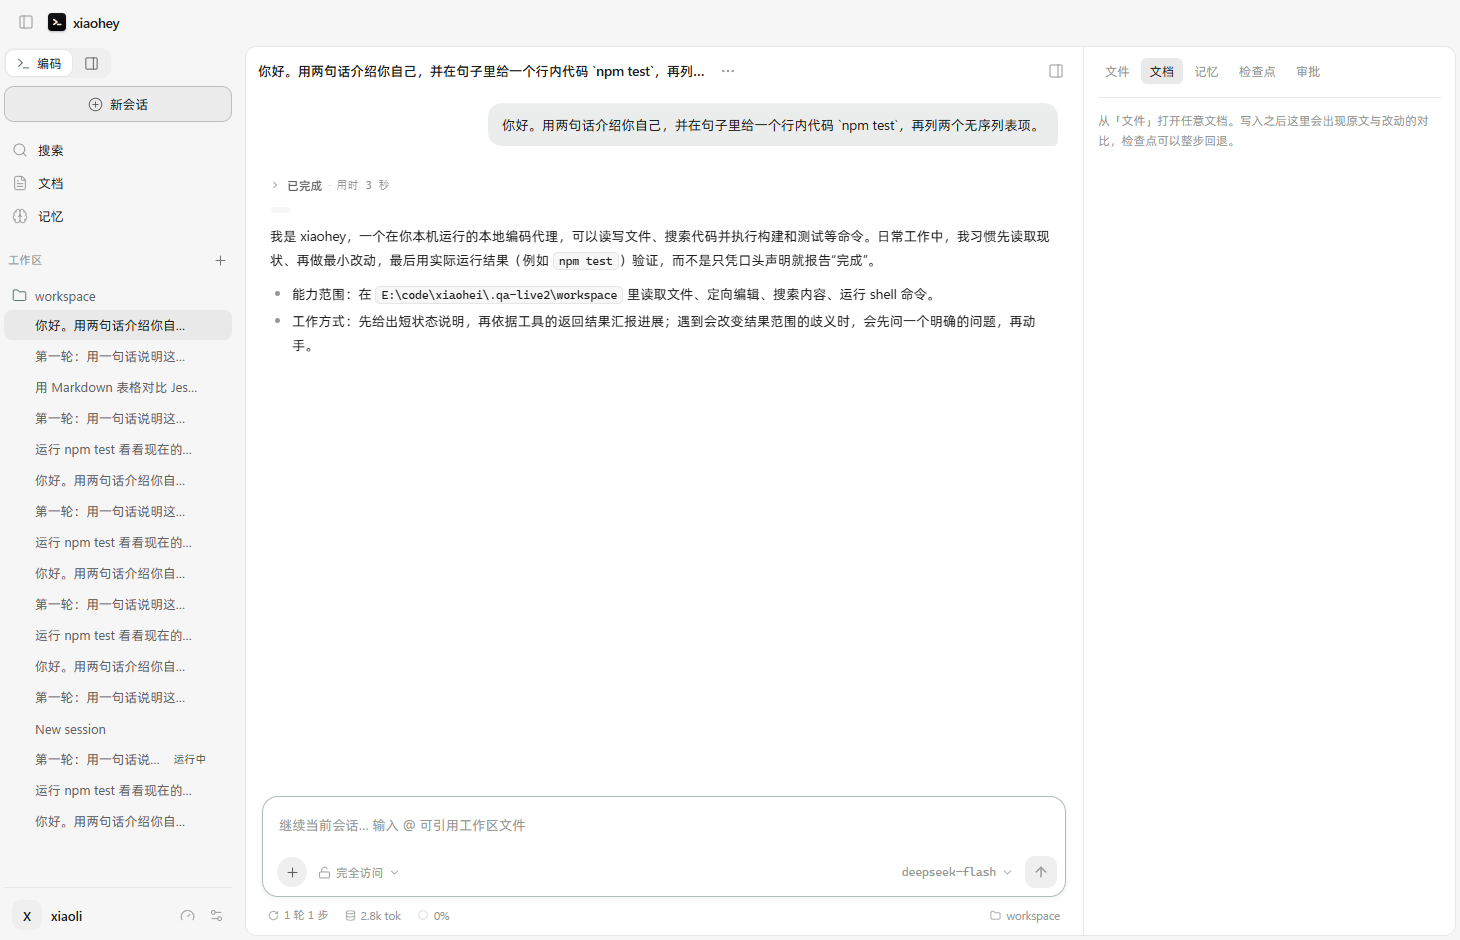 xiaohey
编码
新会话
搜索
文档
记忆
工作区
workspace
你好。用两句话介绍你自...
第一轮：用一句话说明这...
用 Markdown 表格对比 Jes...
第一轮：用一句话说明这...
运行 npm test 看看现在的...
你好。用两句话介绍你自...
第一轮：用一句话说明这...
运行 npm test 看看现在的...
你好。用两句话介绍你自...
第一轮：用一句话说明这...
运行 npm test 看看现在的...
你好。用两句话介绍你自...
第一轮：用一句话说明这...
New session
第一轮：用一句话说... 运行中
运行 npm test 看看现在的...
你好。用两句话介绍你自...
X xiaoli
你好。用两句话介绍你自己，并在句子里给一个行内代码 `npm test`，再列... ···
你好。用两句话介绍你自己，并在句子里给一个行内代码 `npm test`，再列两个无序列表项。
已完成 · 用时 3 秒
我是 xiaohey，一个在你本机运行的本地编码代理，可以读写文件、搜索代码并执行构建和测试等命令。日常工作中，我习惯先读取现
状、再做最小改动，最后用实际运行结果（例如 npm test ）验证，而不是只凭口头声明就报告“完成”。
• 能力范围：在 E:\code\xiaohei\.qa-live2\workspace 里读取文件、定向编辑、搜索内容、运行 shell 命令。
• 工作方式：先给出短状态说明，再依据工具的返回结果汇报进展；遇到会改变结果范围的歧义时，会先问一个明确的问题，再动
手。
继续当前会话... 输入 @ 可引用工作区文件
完全访问
deepseek-flash
1 轮 1 步 2.8k tok 0%
workspace
文件 文档 记忆 检查点 审批
从「文件」打开任意文档。写入之后这里会出现原文与改动的对
比，检查点可以整步回退。